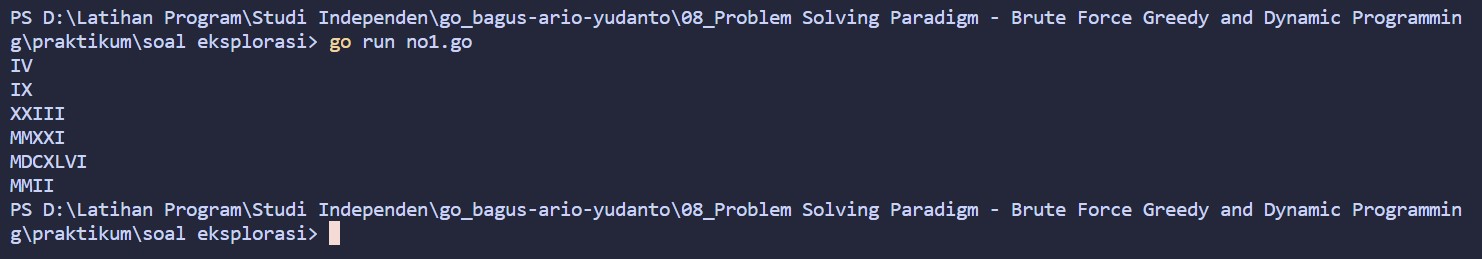 PS D:\Latihan Program\Studi Independen\go_bagus-ario-yudanto\08_Problem Solving Paradigm - Brute Force Greedy and Dynamic Programmin
g\praktikum\soal eksplorasi> go run no1.go
IV
IX
XXIII
MMXXI
MDCXLVI
MMII
PS D:\Latihan Program\Studi Independen\go_bagus-ario-yudanto\08_Problem Solving Paradigm - Brute Force Greedy and Dynamic Programmin
g\praktikum\soal eksplorasi>